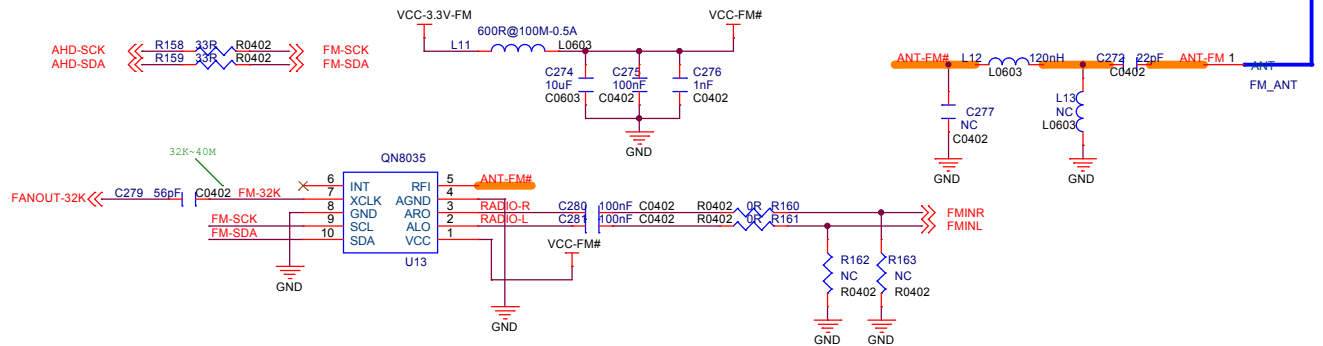 VCC-3.3V-FM
VCC-FM#
600R@100M-0.5A
L11
L0603
C274
10uF
C0603
C275
100nF
C0402
C276
1nF
C0402
GND
AHD-SCK
R158
33R
R0402
FM-SCK
AHD-SDA
R159
33R
R0402
FM-SDA
ANT-FM#
L12
120nH
L0603
C272
22pF
C0402
ANT-FM
1
ANT
FM_ANT
C277
NC
C0402
GND
L13
NC
L0603
GND
32K~40M
FANOUT-32K
C279
56pF
C0402
FM-32K
FM-SCK
FM-SDA
GND
QN8035
6
INT
RFI
5
7
XCLK
AGND
4
8
GND
ARO
3
9
SCL
ALO
2
10
SDA
VCC
1
U13
ANT-FM#
RADIO-R
C280
100nF
C0402
R0402
0R
R160
FMINR
RADIO-L
C281
100nF
C0402
R0402
0R
R161
FMINL
VCC-FM#
GND
R162
NC
R0402
GND
R163
NC
R0402
GND